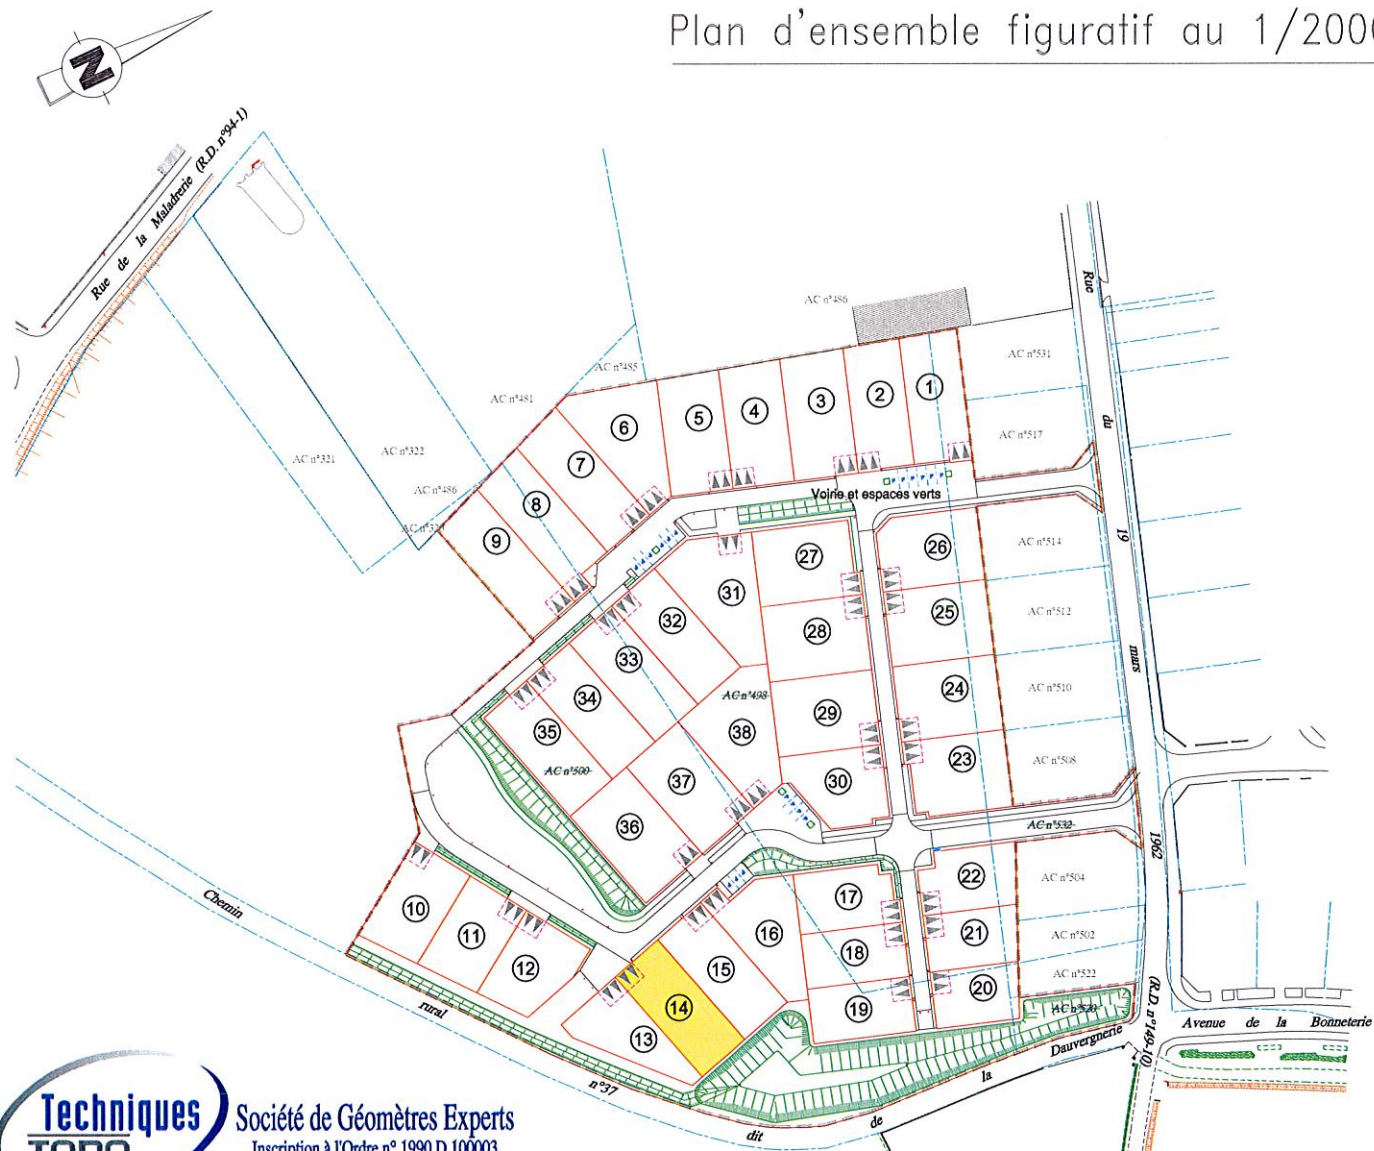 Plan d'ensemble figuratif au 1/200
N
Rue de la Maladrerie (R.D. n°94-1)
AC n°486
Rue du 19 mars 1962
(R.D. n°149-10)
AC n°485
AC n°531
AC n°481
AC n°517
AC n°321
AC n°322
AC n°486
1
2
3
4
5
6
7
8
9
Voirie et espaces verts
26
AC n°514
27
31
25
AC n°512
28
32
33
24
AC n°510
AC n°498
34
29
38
35
23
AC n°508
AC n°500
37
30
36
AC n°532
22
AC n°504
17
10
11
16
21
AC n°502
18
12
15
20
AC n°522
14
19
AC n°520
13
Chemin rural n°37 dit de la Dauvergnerie
Avenue de la Bonneterie
Techniques
TOPO
Société de Géomètres Experts
Inscription à l'Ordre n° 1990 D 100003